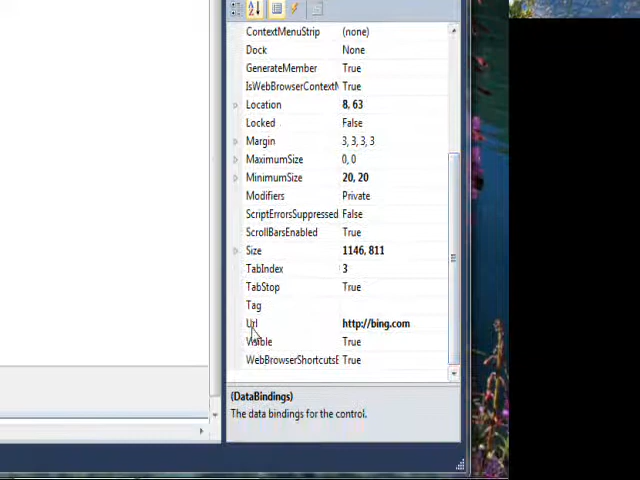 ContextMenuStrip (none)
Dock None
GenerateMember True
IsWebBrowserContextM True
Location 8, 63
Locked False
Margin 3, 3, 3, 3
MaximumSize 0, 0
MinimumSize 20, 20
Modifiers Private
ScriptErrorsSuppressed False
ScrollBarsEnabled True
Size 1146, 811
TabIndex 3
TabStop True
Tag
Url http://bing.com
Visible True
WebBrowserShortcutsE True
(DataBindings)
The data bindings for the control.